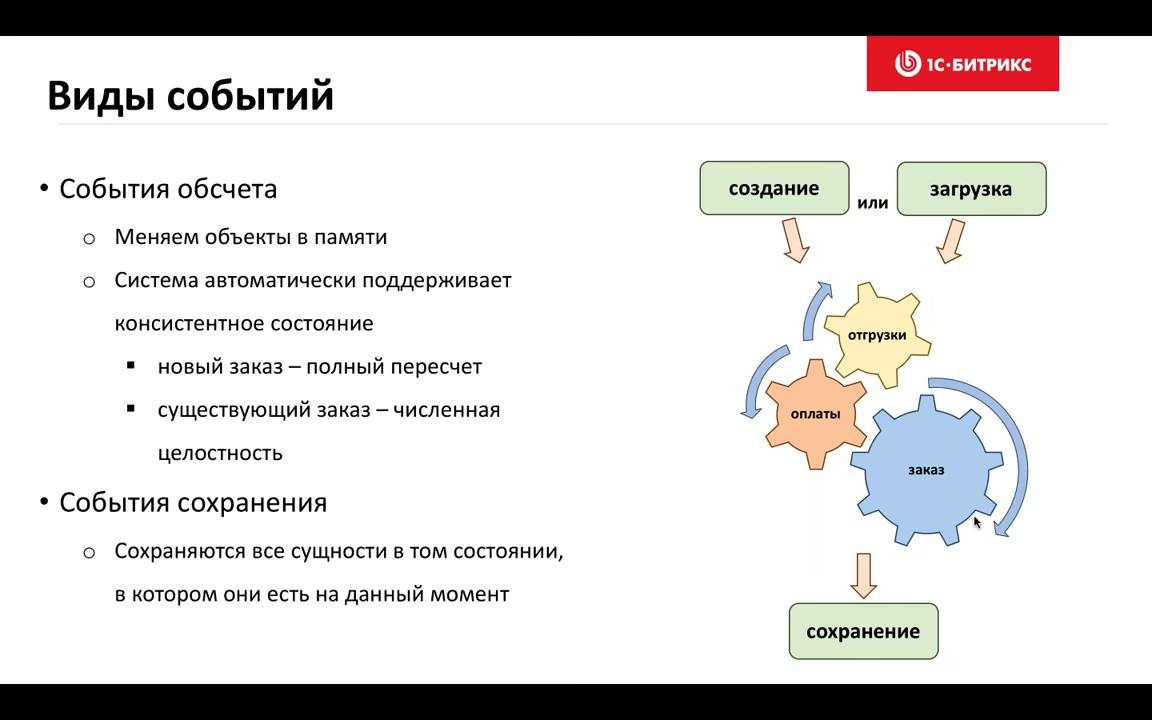 1С·БИТРИКС
Виды событий
• События обсчета
o Меняем объекты в памяти
o Система автоматически поддерживает
консистентное состояние
▪ новый заказ – полный пересчет
▪ существующий заказ – численная
целостность
• События сохранения
o Сохраняются все сущности в том состоянии,
в котором они есть на данный момент
создание
или
загрузка
отгрузки
оплаты
заказ
сохранение